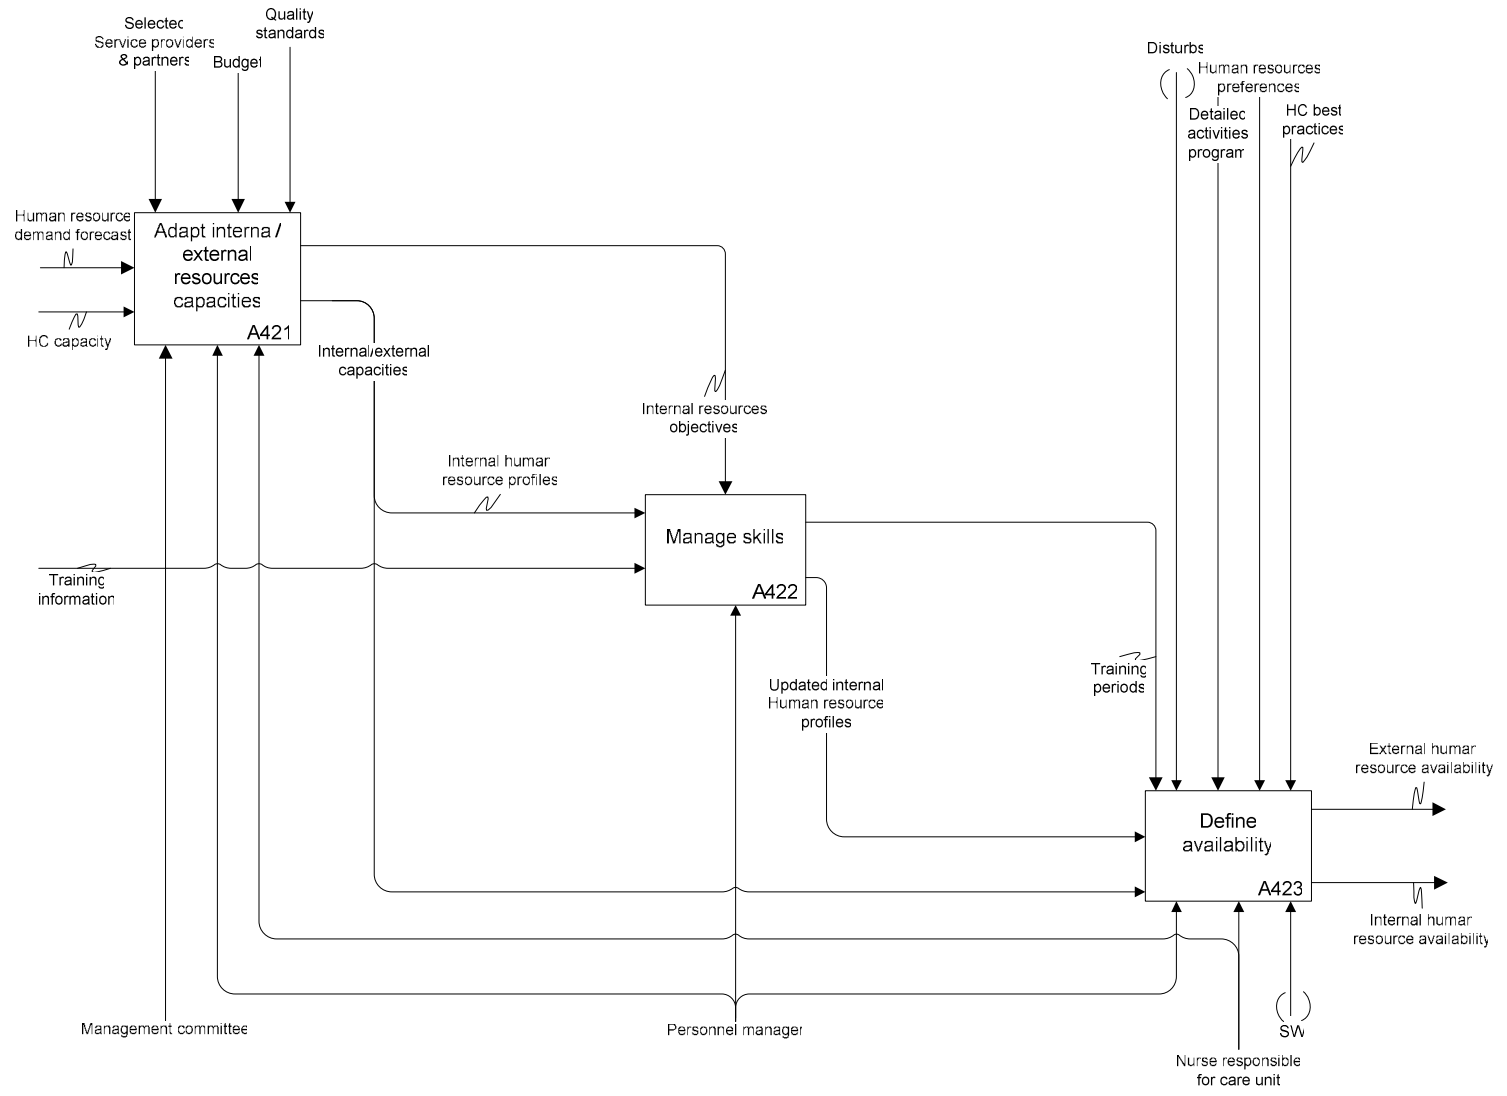 Selected
Service providers
& partners
Budget
Quality
standards
Disturbs
Human resources
preferences
Detailed
activities
program
HC best
practices
Human resource
demand forecast
HC capacity
Adapt interna/
external
resources
capacities
A421
Internal/external
capacities
Internal resources
objectives
Internal human
resource profiles
Training
information
Manage skills
A422
Updated internal
Human resource
profiles
Training
periods
External human
resource availability
Define
availability
A423
Internal human
resource availability
Management committee
Personnel manager
SW
Nurse responsible
for care unit